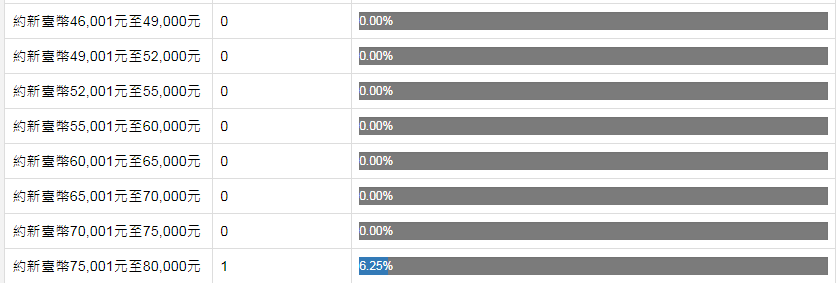 約新臺幣46,001元至49,000元 0 0.00%
約新臺幣49,001元至52,000元 0 0.00%
約新臺幣52,001元至55,000元 0 0.00%
約新臺幣55,001元至60,000元 0 0.00%
約新臺幣60,001元至65,000元 0 0.00%
約新臺幣65,001元至70,000元 0 0.00%
約新臺幣70,001元至75,000元 0 0.00%
約新臺幣75,001元至80,000元 1 6.25%